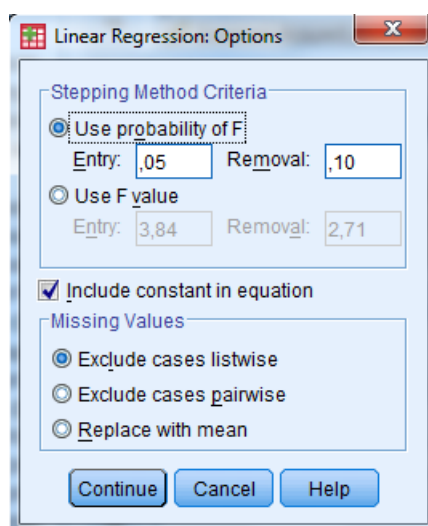 Linear Regression: Options
Stepping Method Criteria
Use probability of F
Entry: ,05 Removal: ,10
Use F value
Entry: 3,84 Removal: 2,71
Include constant in equation
Missing Values
Exclude cases listwise
Exclude cases pairwise
Replace with mean
Continue Cancel Help